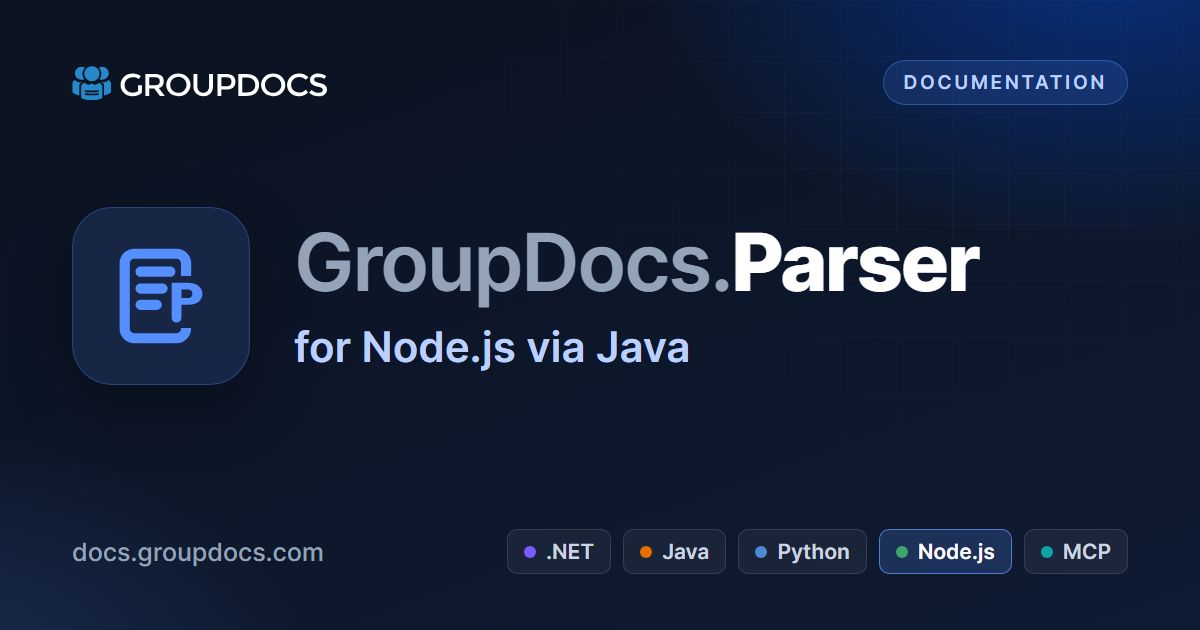 GROUPDOCS
DOCUMENTATION
P
GroupDocs.Parser
for Node.js via Java
docs.groupdocs.com
.NET
Java
Python
Node.js
MCP